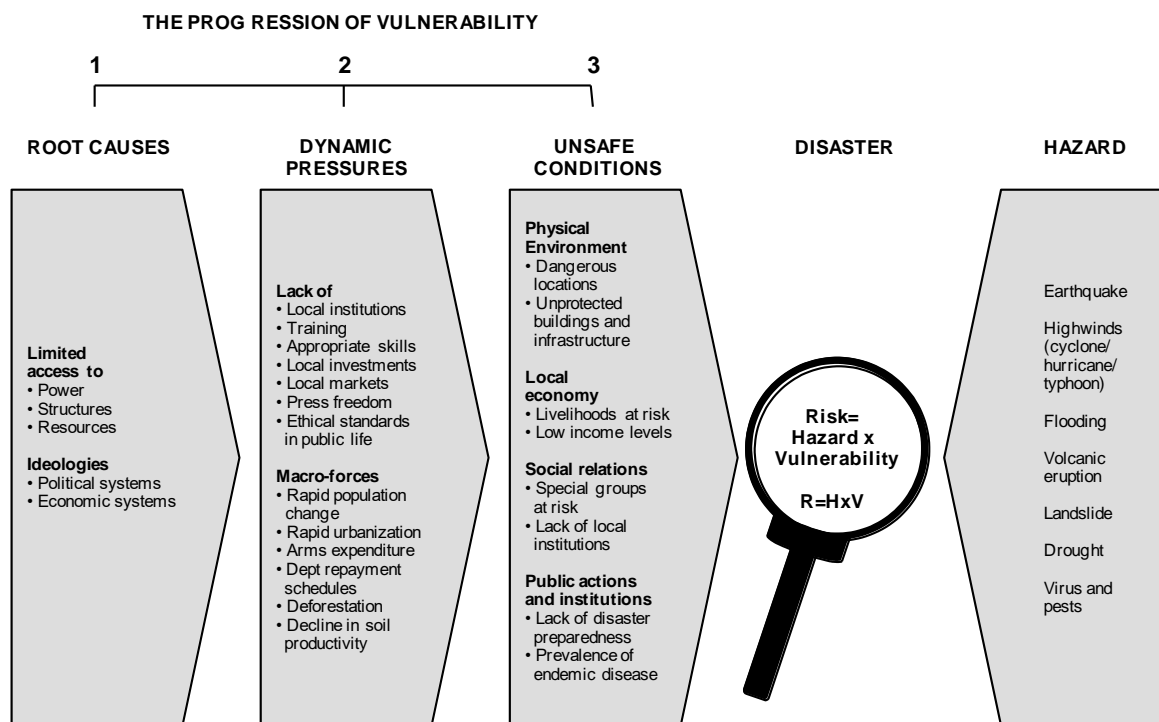 THE PROG RESSION OF VULNERABILITY
1
2
3
ROOT CAUSES
Limited
access to
• Power
• Structures
• Resources
Ideologies
• Political systems
• Economic systems
DYNAMIC
PRESSURES
Lack of
• Local institutions
• Training
• Appropriate skills
• Local investments
• Local markets
• Press freedom
• Ethical standards
in public life
Macro-forces
• Rapid population
change
• Rapid urbanization
• Arms expenditure
• Dept repayment
schedules
• Deforestation
• Decline in soil
productivity
UNSAFE
CONDITIONS
Physical
Environment
• Dangerous
locations
• Unprotected
buildings and
infrastructure
Local
economy
• Livelihoods at risk
• Low income levels
Social relations
• Special groups
at risk
• Lack of local
institutions
Public actions
and institutions
• Lack of disaster
preparedness
• Prevalence of
endemic disease
DISASTER
Risk=
Hazard x
Vulnerability
R=HxV
HAZARD
Earthquake
Highwinds
(cyclone/
hurricane/
typhoon)
Flooding
Volcanic
eruption
Landslide
Drought
Virus and
pests